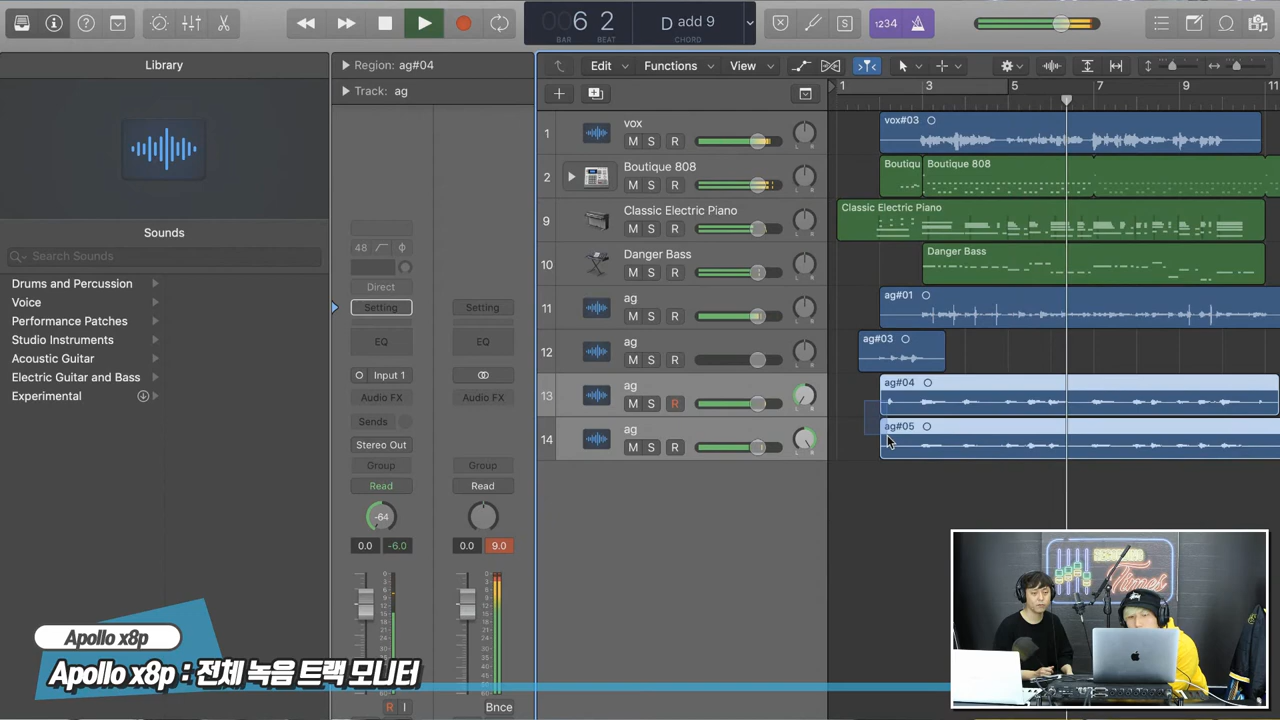 6 2
BAR BEAT
D add 9
CHORD
S
1234
Library
Region: ag#04
Track: ag
Edit Functions View
1 3 5 7 9 11
Sounds
Search Sounds
Drums and Percussion
Voice
Performance Patches
Studio Instruments
Acoustic Guitar
Electric Guitar and Bass
Experimental
48
Direct
Setting Setting
EQ EQ
Input 1
Audio FX Audio FX
Sends
Stereo Out
Group Group
Read Read
-64
0.0 -6.0 0.0 9.0
R I Bnce
1 vox
M S R
2 Boutique 808
M S R
9 Classic Electric Piano
M S R
10 Danger Bass
M S R
11 ag
M S R
12 ag
M S R
13 ag
M S R
14 ag
M S R
vox#03
Boutiqu Boutique 808
Classic Electric Piano
Danger Bass
ag#01
ag#03
ag#04
ag#05
Times
Apollo x8p
Apollo x8p : 전체 녹음 트랙 모니터